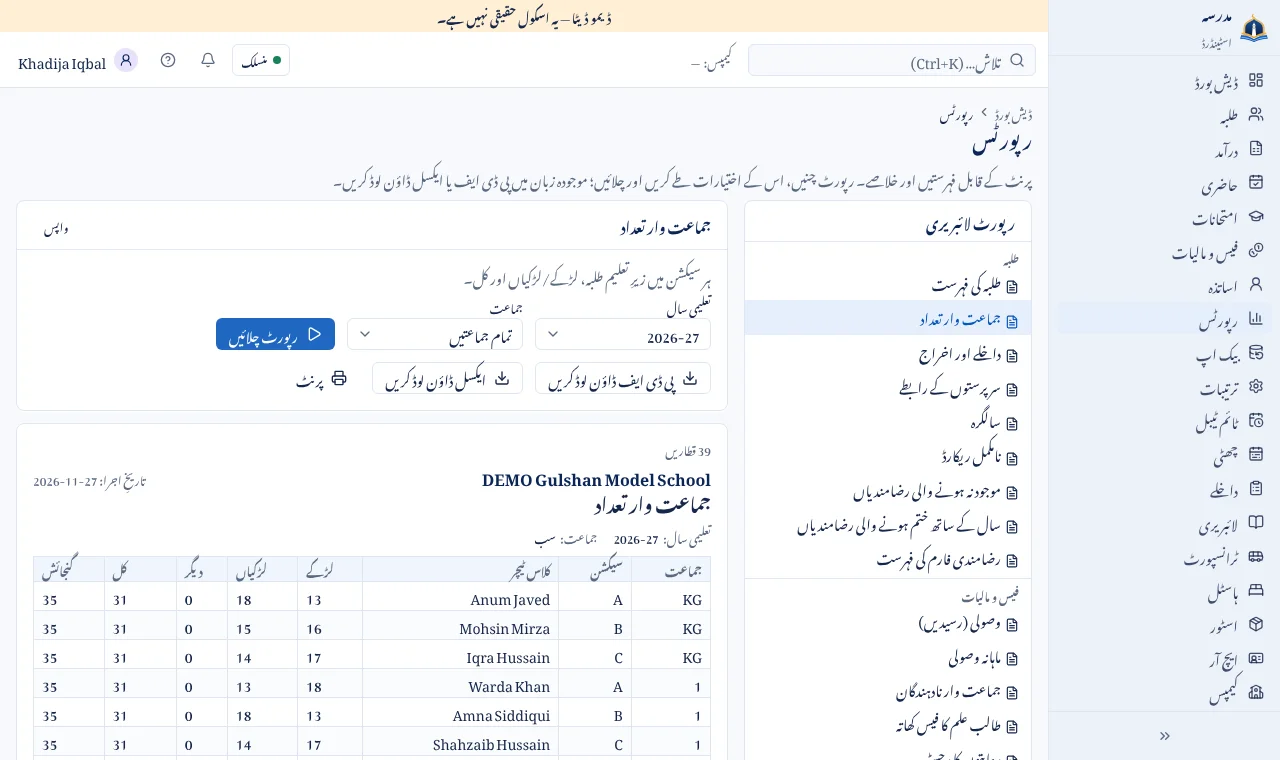 ڈیمو ڈیٹا — یہ اسکول حقیقی نہیں ہے۔
مدرسہ
اسٹینڈرڈ
ڈیش بورڈ
طلبہ
درآمد
حاضری
امتحانات
فیس و مالیات
اساتذہ
رپورٹس
بیک اپ
ترتیبات
ٹائم ٹیبل
چھٹی
داخلے
لائبریری
ٹرانسپورٹ
ہاسٹل
اسٹور
ایچ آر
کیمپس
تلاش... (Ctrl+K)
کیمپس: —
منسلک
Khadija Iqbal
ڈیش بورڈ › رپورٹس
رپورٹس
پرنٹ کے قابل فہرستیں اور خلاصے۔ رپورٹ چنیں، اس کے اختیارات طے کریں اور چلائیں؛ موجودہ زبان میں پی ڈی ایف یا ایکسل ڈاؤن لوڈ کریں۔
رپورٹ لائبریری
طلبہ
طلبہ کی فہرست
جماعت وار تعداد
داخلے اور اخراج
سرپرستوں کے رابطے
سالگرہ
نامکمل ریکارڈ
موجود نہ ہونے والی رضامندیاں
سال کے ساتھ ختم ہونے والی رضامندیاں
رضامندی فارم کی فہرست
فیس و مالیات
وصولی (رسیدیں)
ماہانہ وصولی
جماعت وار نادہندگان
طالب علم کا فیس کھاتہ
جماعت وار تعداد
واپس
ہر سیکشن میں زیرِ تعلیم طلبہ، لڑکے/لڑکیاں اور کل۔
تعلیمی سال
جماعت
2026-27
تمام جماعتیں
رپورٹ چلائیں
پی ڈی ایف ڈاؤن لوڈ کریں
ایکسل ڈاؤن لوڈ کریں
پرنٹ
39 قطاریں
DEMO Gulshan Model School
تاریخِ اجرا: 2026-11-27
جماعت وار تعداد
تعلیمی سال: 2026-27 جماعت: سب
جماعت سیکشن کلاس ٹیچر لڑکے لڑکیاں دیگر کل گنجائش
KG A Anum Javed 13 18 0 31 35
KG B Mohsin Mirza 16 15 0 31 35
KG C Iqra Hussain 17 14 0 31 35
1 A Warda Khan 18 13 0 31 35
1 B Amna Siddiqui 13 18 0 31 35
1 C Shahzaib Hussain 17 14 0 31 35